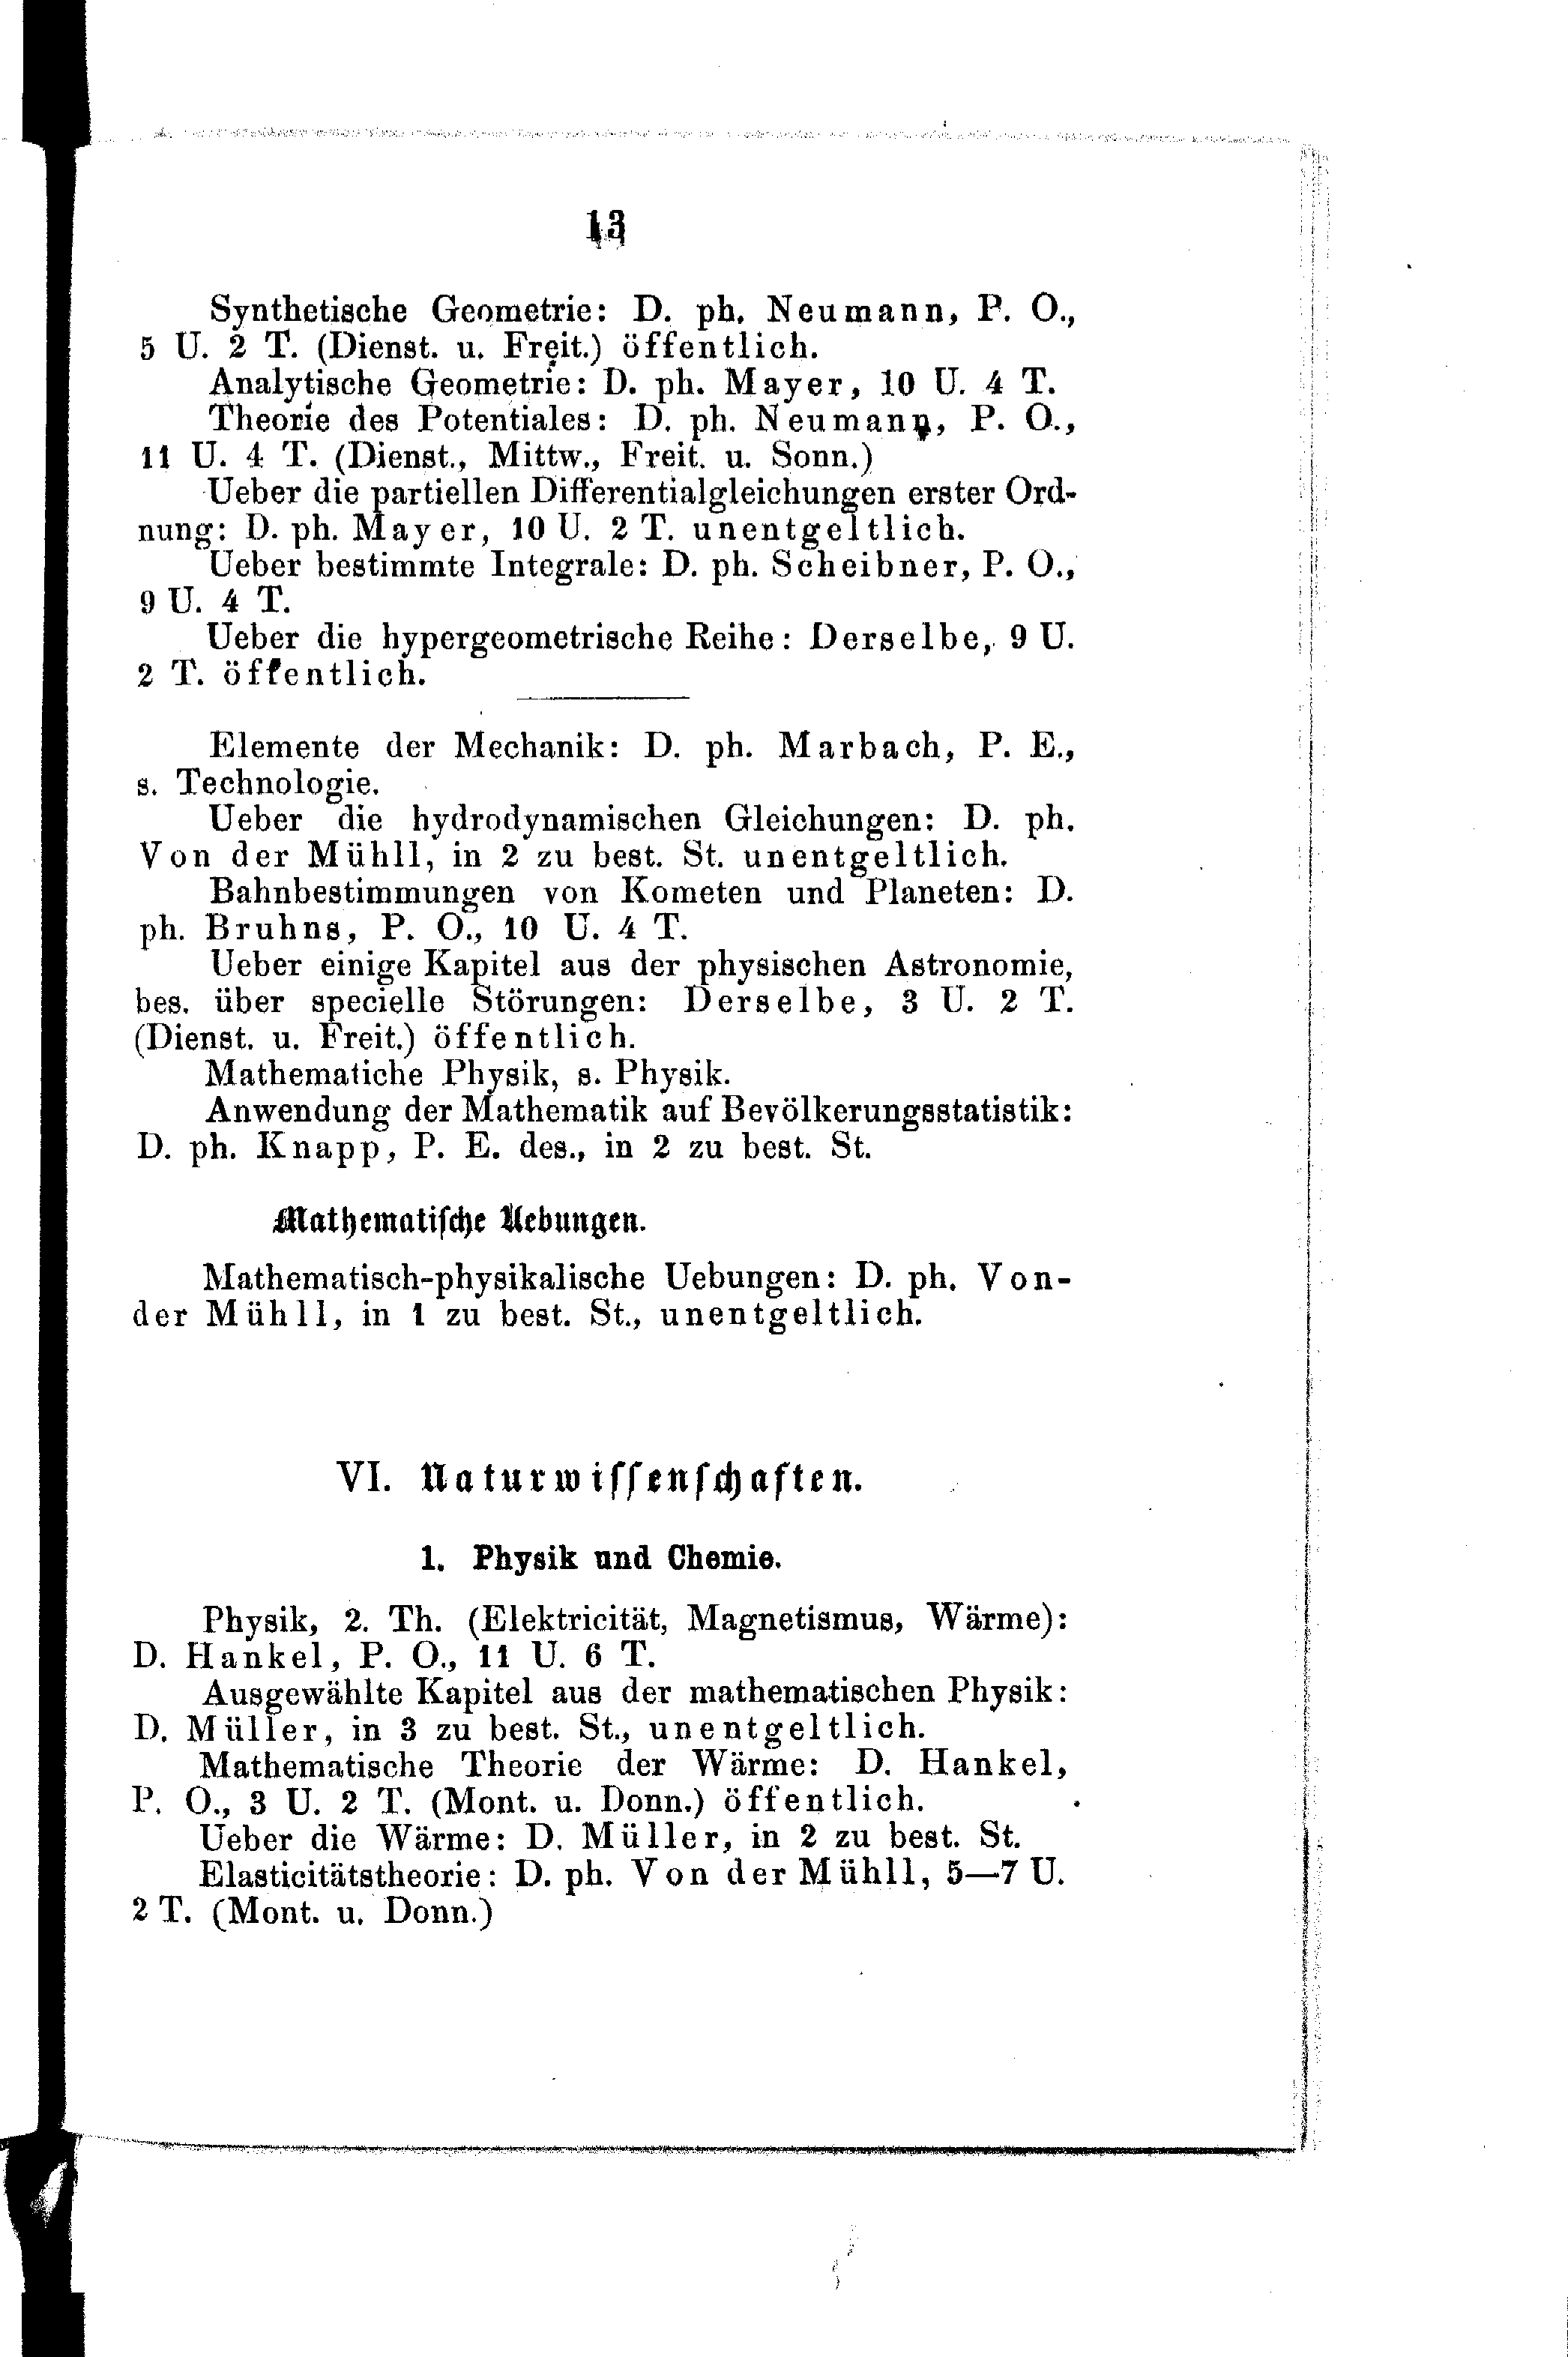 13
Synthetische Geometrie: D. ph. Neumann, P. O.,
5 U. 2 T. (Dienst. u. Freit.) öffentlich.
Analytische Geometrie: D. ph. Mayer, 10 U. 4 T.
Theorie des Potentiales: D. ph. Neumann, P. O.,
11 U. 4 T. (Dienst., Mittw., Freit. u. Sonn.)
Ueber die partiellen Differentialgleichungen erster Ord-
nung: D. ph. Mayer, 10 U. 2 T. unentgeltlich.
Ueber bestimmte Integrale: D. ph. Scheibner, P. O.,
9 U. 4 T.
Ueber die hypergeometrische Reihe: Derselbe, 9 U.
2 T. öffentlich.
Elemente der Mechanik: D. ph. Marbach, P. E.,
s. Technologie.
Ueber die hydrodynamischen Gleichungen: D. ph.
Von der Mühll, in 2 zu best. St. unentgeltlich.
Bahnbestimmungen von Kometen und Planeten: D.
ph. Bruhns, P. O., 10 U. 4 T.
Ueber einige Kapitel aus der physischen Astronomie,
bes. über specielle Störungen: Derselbe, 3 U. 2 T.
(Dienst. u. Freit.) öffentlich.
Mathematiche Physik, s. Physik.
Anwendung der Mathematik auf Bevölkerungsstatistik:
D. ph. Knapp, P. E. des., in 2 zu best. St.
Mathematiſche Uebungen.
Mathematisch-physikalische Uebungen: D. ph. Von-
der Mühll, in 1 zu best. St., unentgeltlich.
VI. Naturwiſſenſchaften.
1. Physik und Chemie.
Physik, 2. Th. (Elektricität, Magnetismus, Wärme):
D. Hankel, P. O., 11 U. 6 T.
Ausgewählte Kapitel aus der mathematischen Physik:
D. Müller, in 3 zu best. St., unentgeltlich.
Mathematische Theorie der Wärme: D. Hankel,
P. O., 3 U. 2 T. (Mont. u. Donn.) öffentlich.
Ueber die Wärme: D. Müller, in 2 zu best. St.
Elasticitätstheorie: D. ph. Von der Mühll, 5—7 U.
2 T. (Mont. u. Donn.)